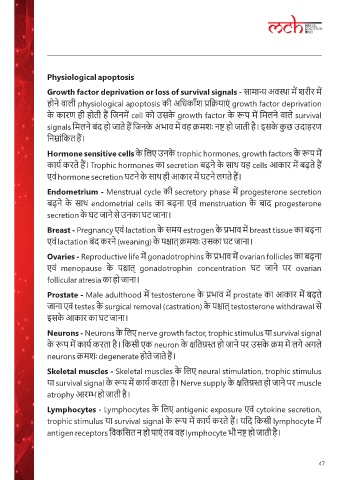 mch
Physiological apoptosis
Growth factor deprivation or loss of survival signals - सामान्य अवस्था में शरीर में
होने वाली physiological apoptosis की अधिकाँश प्रक्रियाएं growth factor deprivation
के कारण ही होती हैं जिनमें cell को उसके growth factor के रूप में मिलने वाले survival
signals मिलने बंद हो जाते हैं जिनके अभाव में वह क्रमशः नष्ट हो जाती है। इसके कुछ उदाहरण
निम्नांकित हैं।
Hormone sensitive cells के लिए उनके trophic hormones, growth factors के रूप में
कार्य करते हैं। Trophic hormones का secretion बढ़ने के साथ यह cells आकार में बढ़ते हैं
एवं hormone secretion घटने के साथ ही आकार में घटने लगते हैं।
Endometrium - Menstrual cycle की secretory phase में progesterone secretion
बढ़ने के साथ endometrial cells का बढ़ना एवं menstruation के बाद progesterone
secretion के घट जाने से उनका घट जाना।
Breast - Pregnancy एवं lactation के समय estrogen के प्रभाव में breast tissue का बढ़ना
एवं lactation बंद करने (weaning) के पश्चात् क्रमशः उसका घट जाना।
Ovaries - Reproductive life में gonadotrophins के प्रभाव में ovarian follicles का बढ़ना
एवं menopause के पश्चात् gonadotrophin concentration घट जाने पर ovarian
follicular atresia का हो जाना।
Prostate - Male adulthood में testosterone के प्रभाव में prostate का आकार में बढ़ते
जाना एवं testes के surgical removal (castration) के पश्चात् testosterone withdrawal से
इसके आकार का घट जाना।
Neurons - Neurons के लिए nerve growth factor, trophic stimulus या survival signal
के रूप में कार्य करता है। किसी एक neuron के क्षतिग्रस्त हो जाने पर उसके क्रम में लगे अगले
neurons क्रमशः degenerate होते जाते हैं।
Skeletal muscles - Skeletal muscles के लिए neural stimulation, trophic stimulus
या survival signal के रूप में कार्य करता है। Nerve supply के क्षतिग्रस्त हो जाने पर muscle
atrophy आरम्भ हो जाती है।
Lymphocytes - Lymphocytes के लिए antigenic exposure एवं cytokine secretion,
trophic stimulus या survival signal के रूप में कार्य करते हैं। यदि किसी lymphocyte में
antigen receptors विकसित न हो पाएं तब वह lymphocyte भी नष्ट हो जाती है।
47